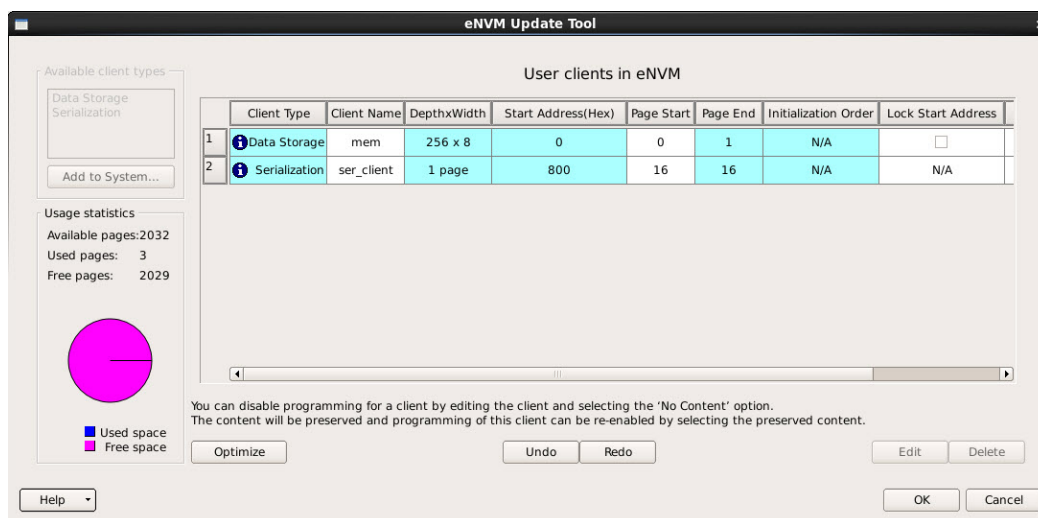 eNVM Update Tool
Available client types
Data Storage
Serialization
Add to System...
Usage statistics
Available pages:2032
Used pages: 3
Free pages: 2029
Used space
Free space
User clients in eNVM
Client Type Client Name DepthxWidth Start Address(Hex) Page Start Page End Initialization Order Lock Start Address
1 Data Storage mem 256 x 8 0 0 1 N/A
2 Serialization ser_client 1 page 800 16 16 N/A N/A
You can disable programming for a client by editing the client and selecting the 'No Content' option.
The content will be preserved and programming of this client can be re-enabled by selecting the preserved content.
Optimize Undo Redo Edit Delete
Help OK Cancel